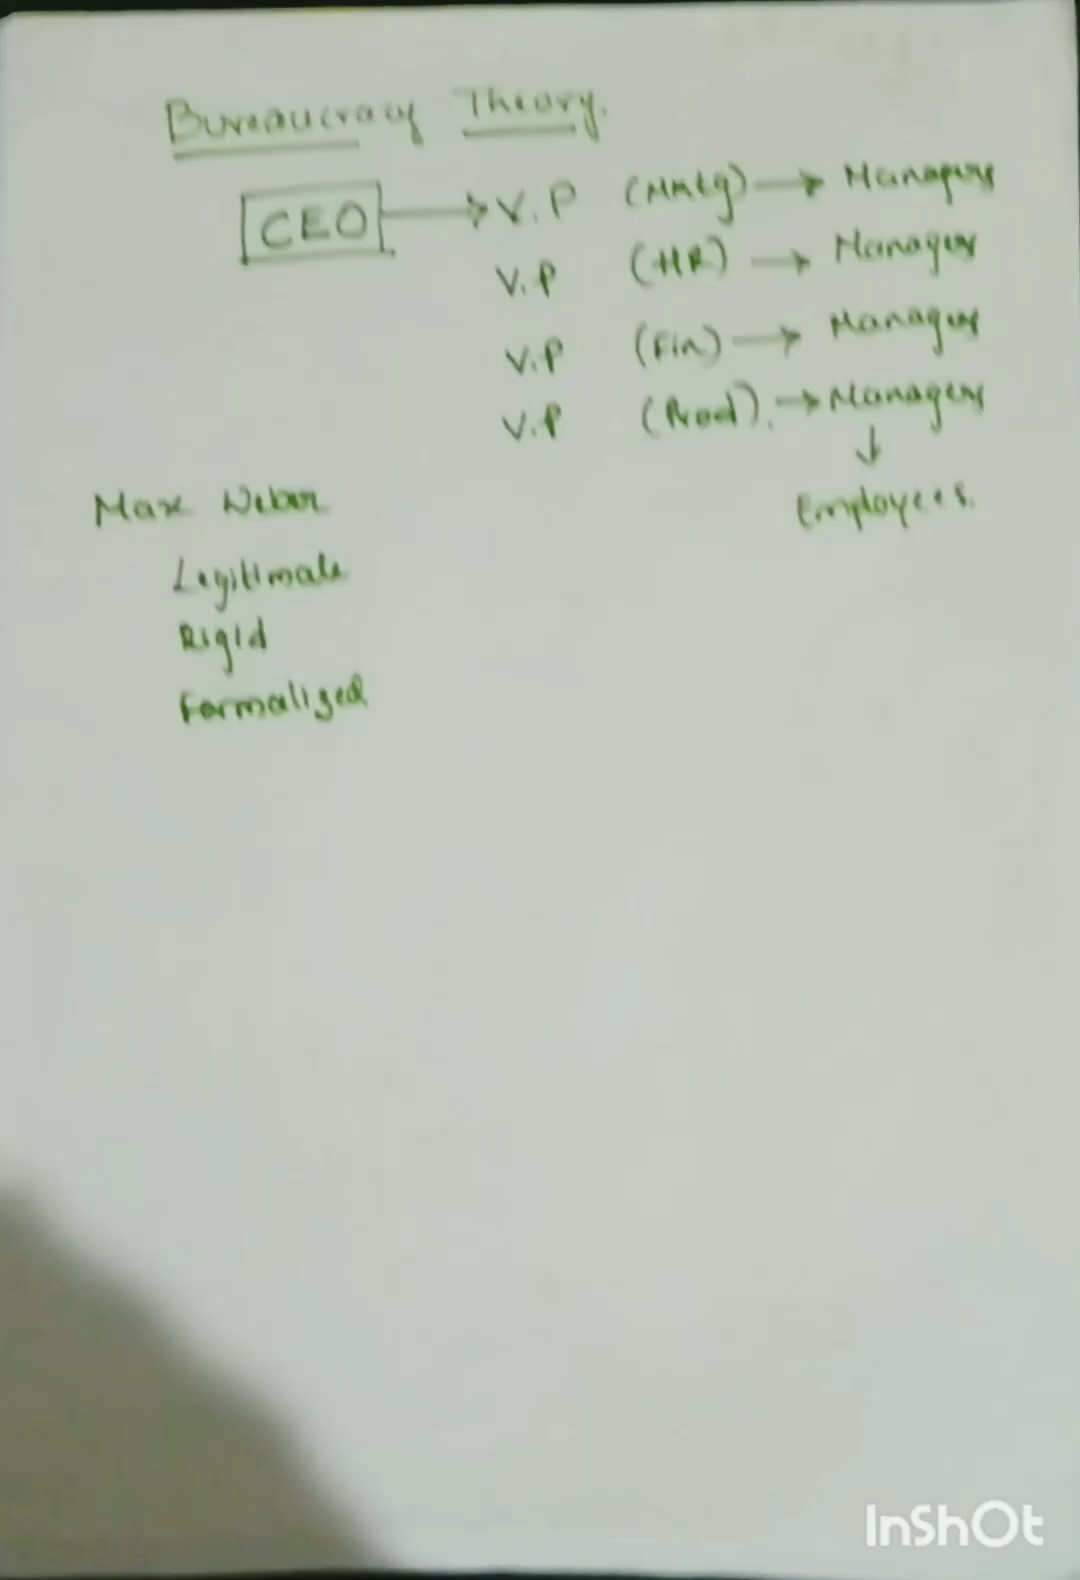 Bureaucracy Theory.
CEO → V.P (Mktg) → Managers
V.P (HR) → Managers
V.P (Fin) → Managers
V.P (Prod). → Managers
↓
Employees.
Max Weber
Legitimate
Rigid
Formalized
InShOt